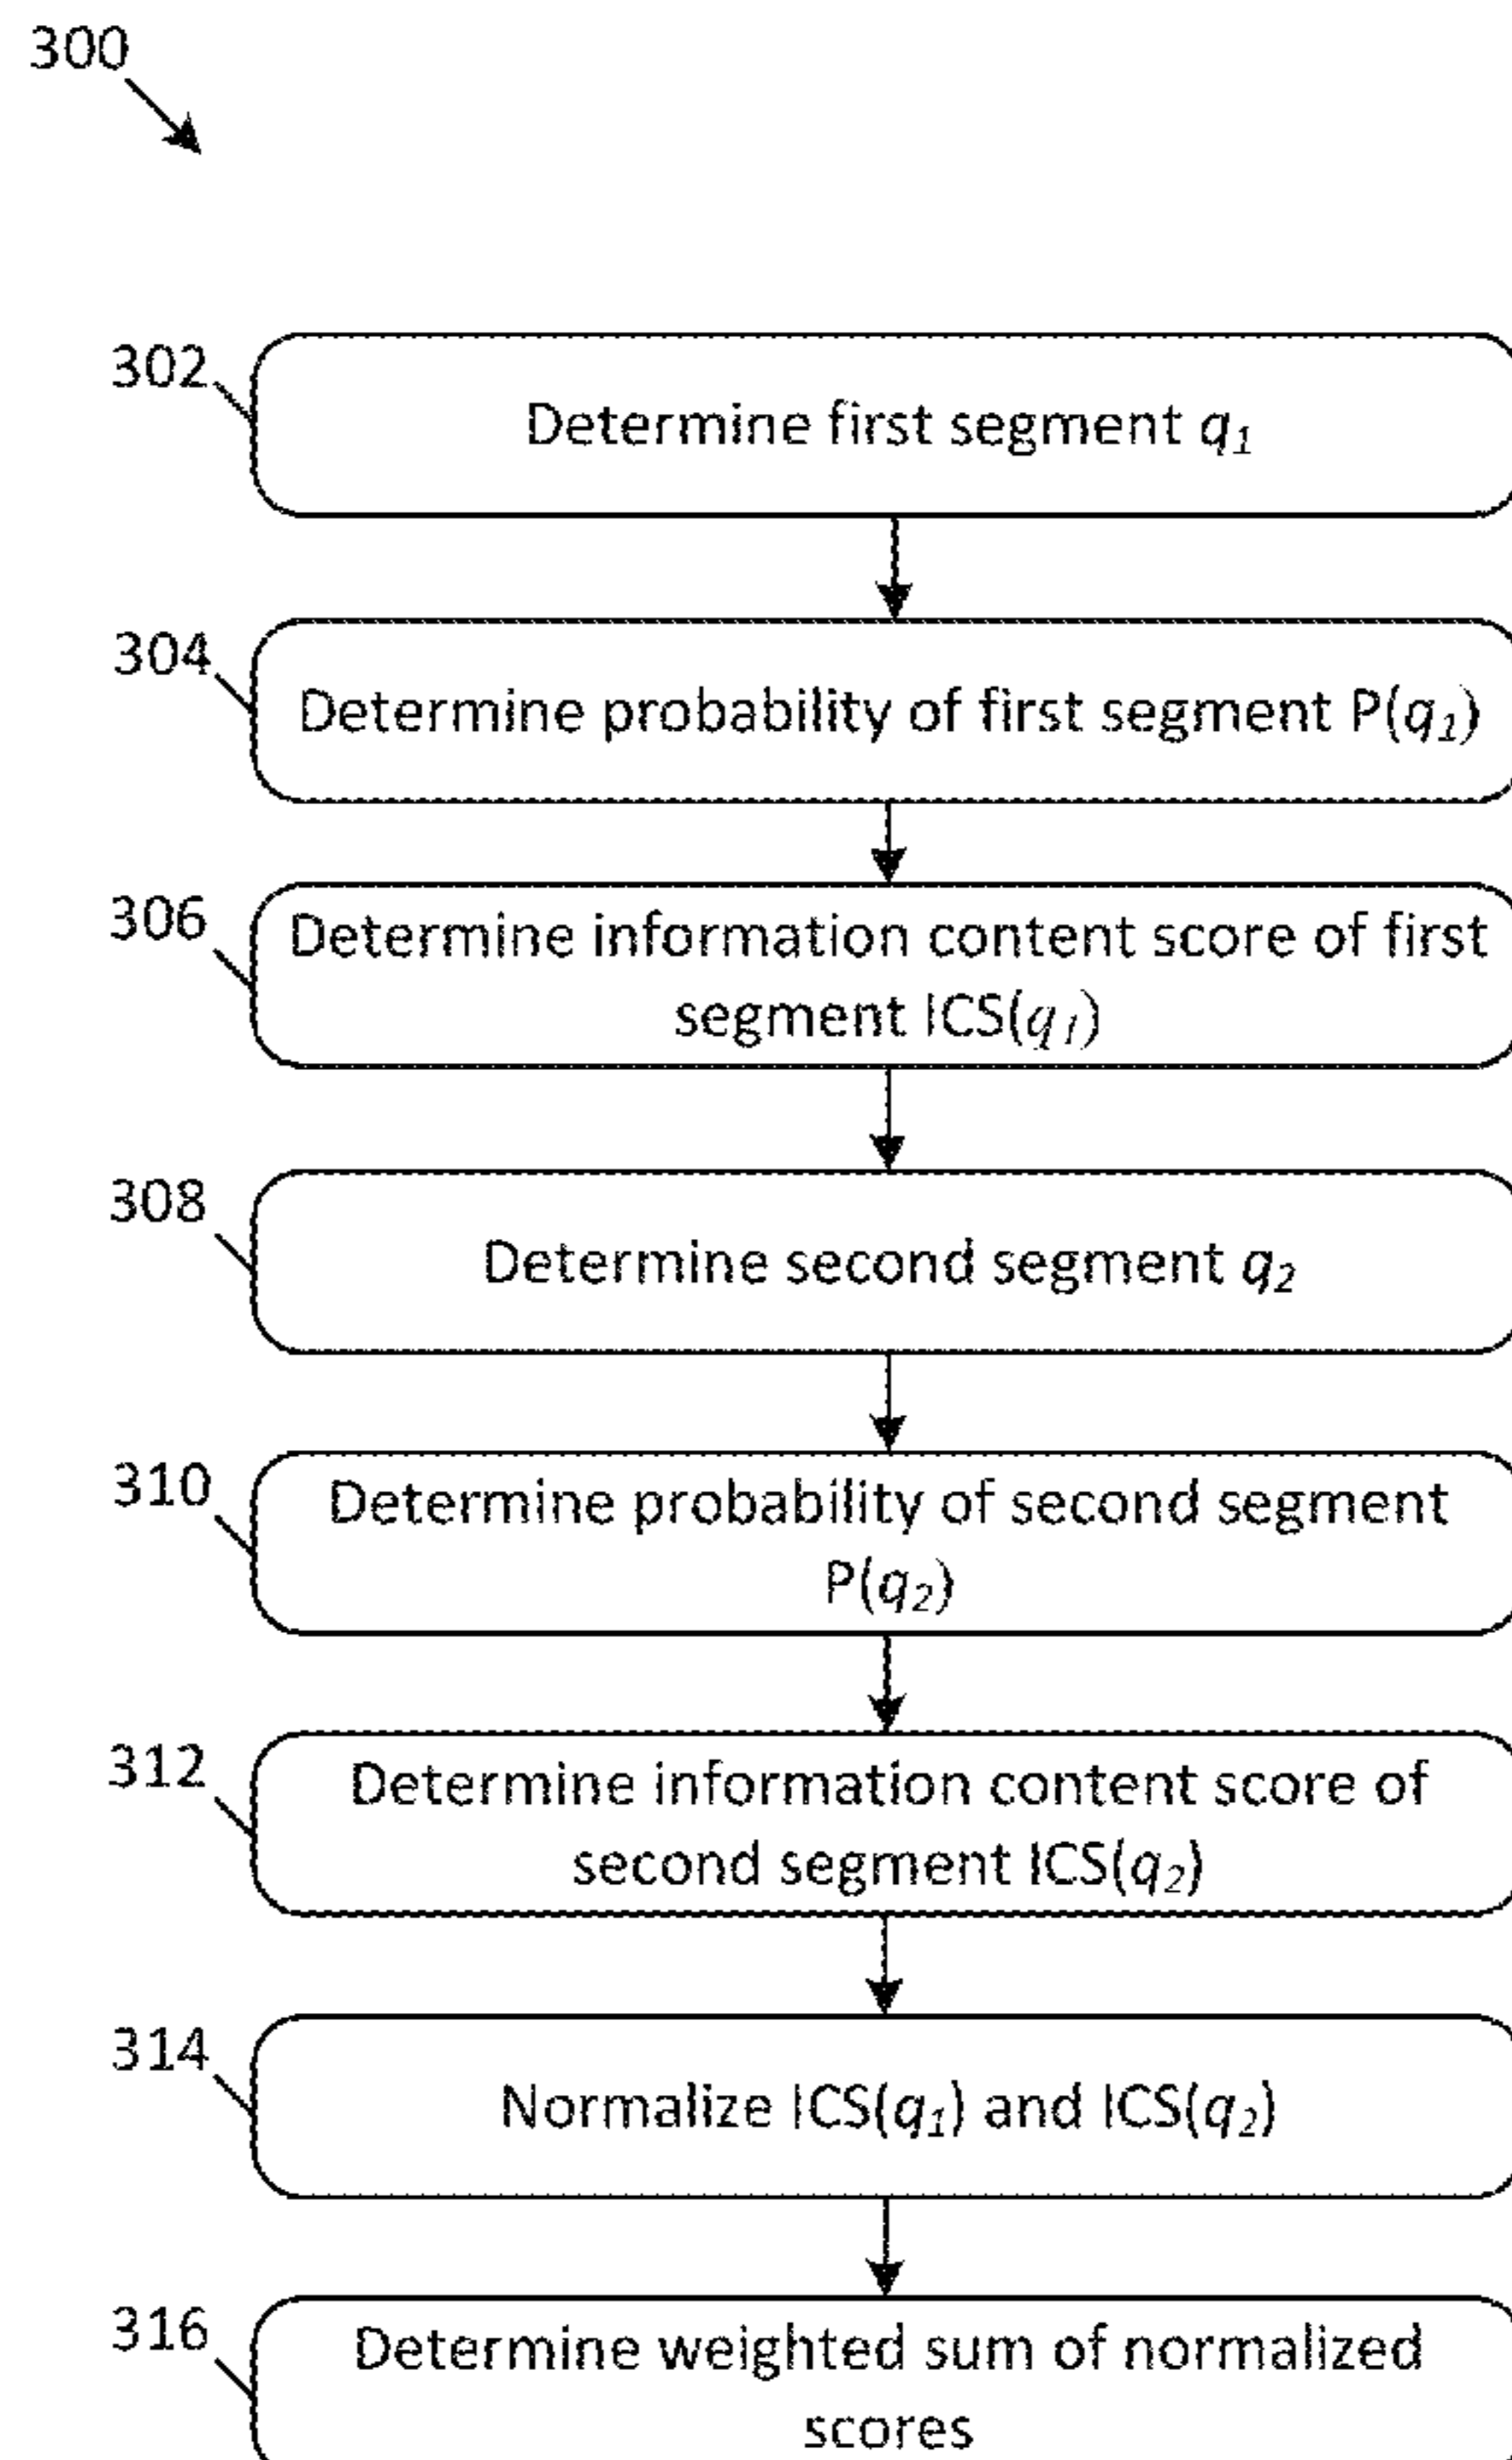 300
302
Determine first segment q₁
304
Determine probability of first segment P(q₁)
306
Determine information content score of first
segment ICS(q₁)
308
Determine second segment q₂
310
Determine probability of second segment
P(q₂)
312
Determine information content score of
second segment ICS(q₂)
314
Normalize ICS(q₁) and ICS(q₂)
316
Determine weighted sum of normalized
scores